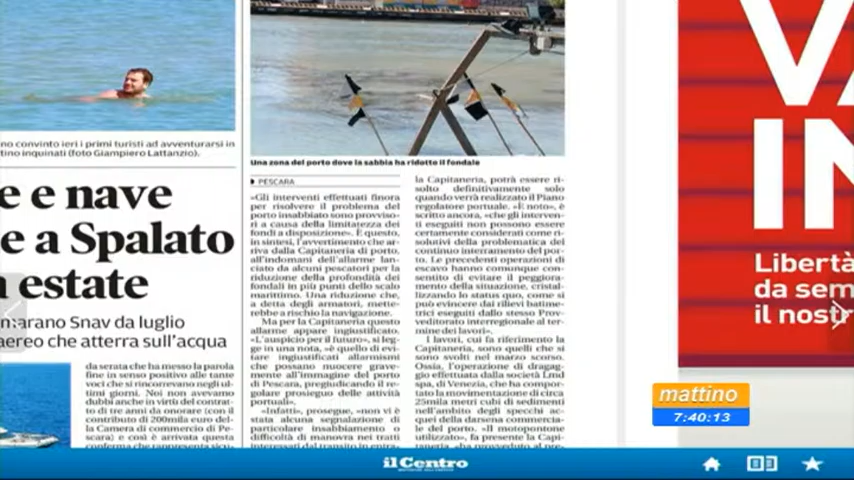 no convinto ieri i primi turisti ad avventurarsi in
tino inquinati (foto Giampiero Lattanzio).
e e nave
e a Spalato
estate
marano Snav da luglio
aereo che atterra sull'acqua
da serata che ha messo la parola
fine in senso positivo alle tante
voci che si rincorrevano negli ul-
timi giorni. Noi non avevamo
dubbi anche in virtù del contrat-
to di tre anni da onorare (con il
contributo di 200mila euro del-
la Camera di commercio di Pe-
scara) e così è arrivata questa
Una zona del porto dove la sabbia ha ridotto il fondale
PESCARA
«Gli interventi effettuati finora
per risolvere il problema del
porto insabbiato sono provviso-
ri a causa della limitatezza dei
fondi a disposizione». È questo,
in sintesi, l'avvertimento che ar-
riva dalla Capitaneria di porto,
all'indomani dell'allarme lan-
ciato da alcuni pescatori per la
riduzione della profondità dei
fondali in più punti dello scalo
marittimo. Una riduzione che,
a detta degli armatori, mette-
rebbe a rischio la navigazione.
Ma per la Capitaneria questo
allarme appare ingiustificato.
«L'auspicio per il futuro», si leg-
ge in una nota, «è quello di evi-
tare ingiustificati allarmismi
che possano nuocere grave-
mente all'immagine del porto
di Pescara, pregiudicando il re-
golare prosieguo delle attività
portuali».
«Infatti», prosegue, «non vi è
stata alcuna segnalazione di
particolare insabbiamento o
difficoltà di manovra nei tratti
interessati dal transito in entra-
la Capitaneria, potrà essere ri-
solto definitivamente solo
quando verrà realizzato il Piano
regolatore portuale. «È noto», è
scritto ancora, «che gli interven-
ti eseguiti non possono essere
certamente considerati come ri-
solutivi della problematica del
continuo interramento del por-
to. Le precedenti operazioni di
escavo hanno comunque con-
sentito di evitare il peggiora-
mento della situazione, cristal-
lizzando lo status quo, come si
può evincere dai rilievi batime-
trici eseguiti dallo stesso Prov-
veditorato interregionale al ter-
mine dei lavori».
I lavori, cui fa riferimento la
Capitaneria, sono quelli che si
sono svolti nel marzo scorso.
Ossia, l'operazione di dragag-
gio effettuata dalla società Lmd
spa, di Venezia, che ha compor-
tato la movimentazione di circa
25mila metri cubi di sedimenti
nell'ambito degli specchi ac-
quei della darsena commercia-
le del porto. «Il motopontone
utilizzato», fa presente la Capi-
taneria, «ha provveduto al pre-
VA
IN
Libertà
da sem
il nostr
mattino
7:40:13
il Centro